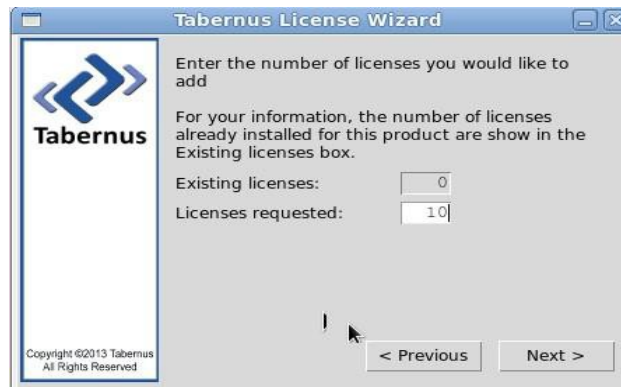 Tabernus License Wizard
Tabernus
Enter the number of licenses you would like to
add
For your information, the number of licenses
already installed for this product are show in the
Existing licenses box.
Existing licenses: 0
Licenses requested: 10
< Previous Next >
Copyright ©2013 Tabernus
All Rights Reserved